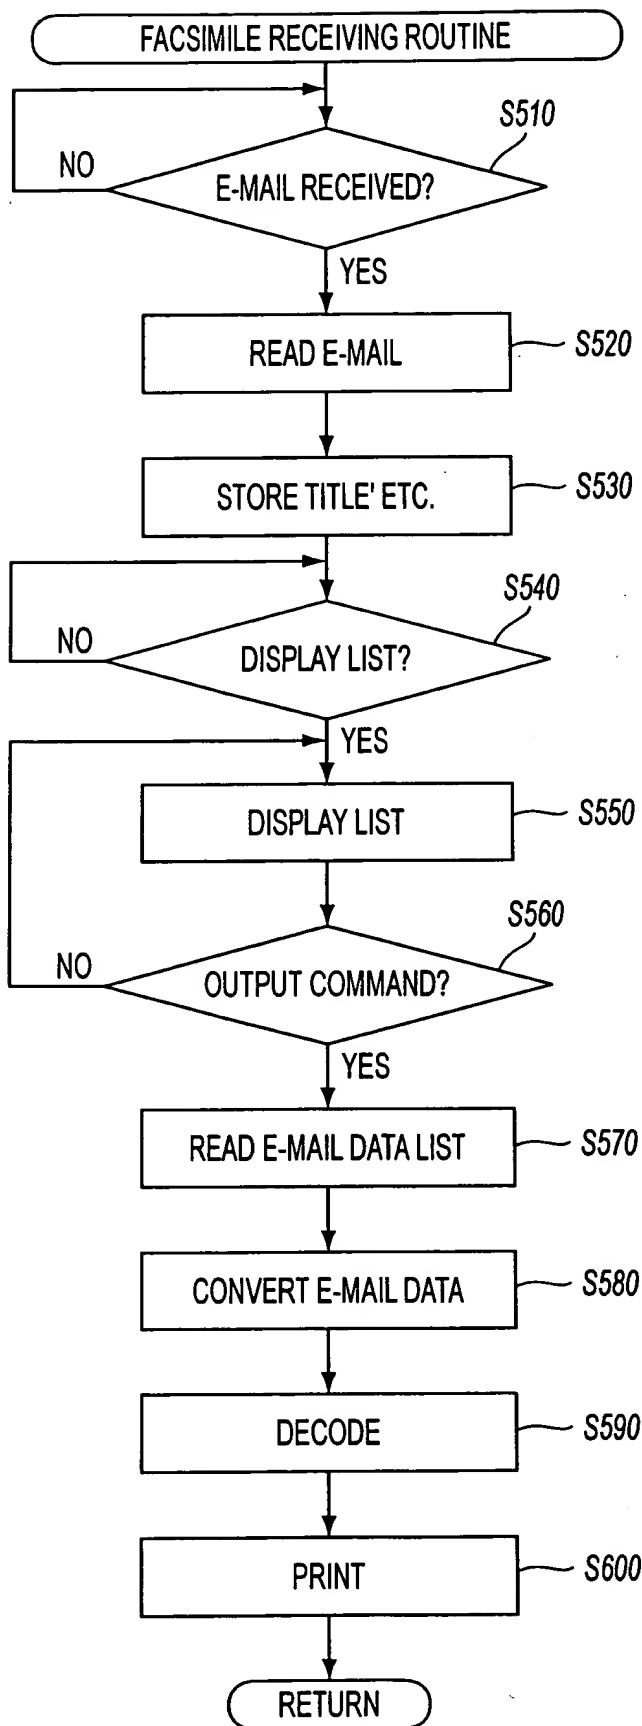 FACSIMILE RECEIVING ROUTINE
S510
NO
E-MAIL RECEIVED?
YES
READ E-MAIL
S520
STORE TITLE' ETC.
S530
S540
NO
DISPLAY LIST?
YES
DISPLAY LIST
S550
S560
NO
OUTPUT COMMAND?
YES
READ E-MAIL DATA LIST
S570
CONVERT E-MAIL DATA
S580
DECODE
S590
PRINT
S600
RETURN